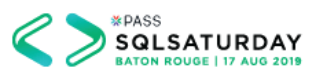 PASS
SQLSATURDAY
BATON ROUGE | 17 AUG 2019